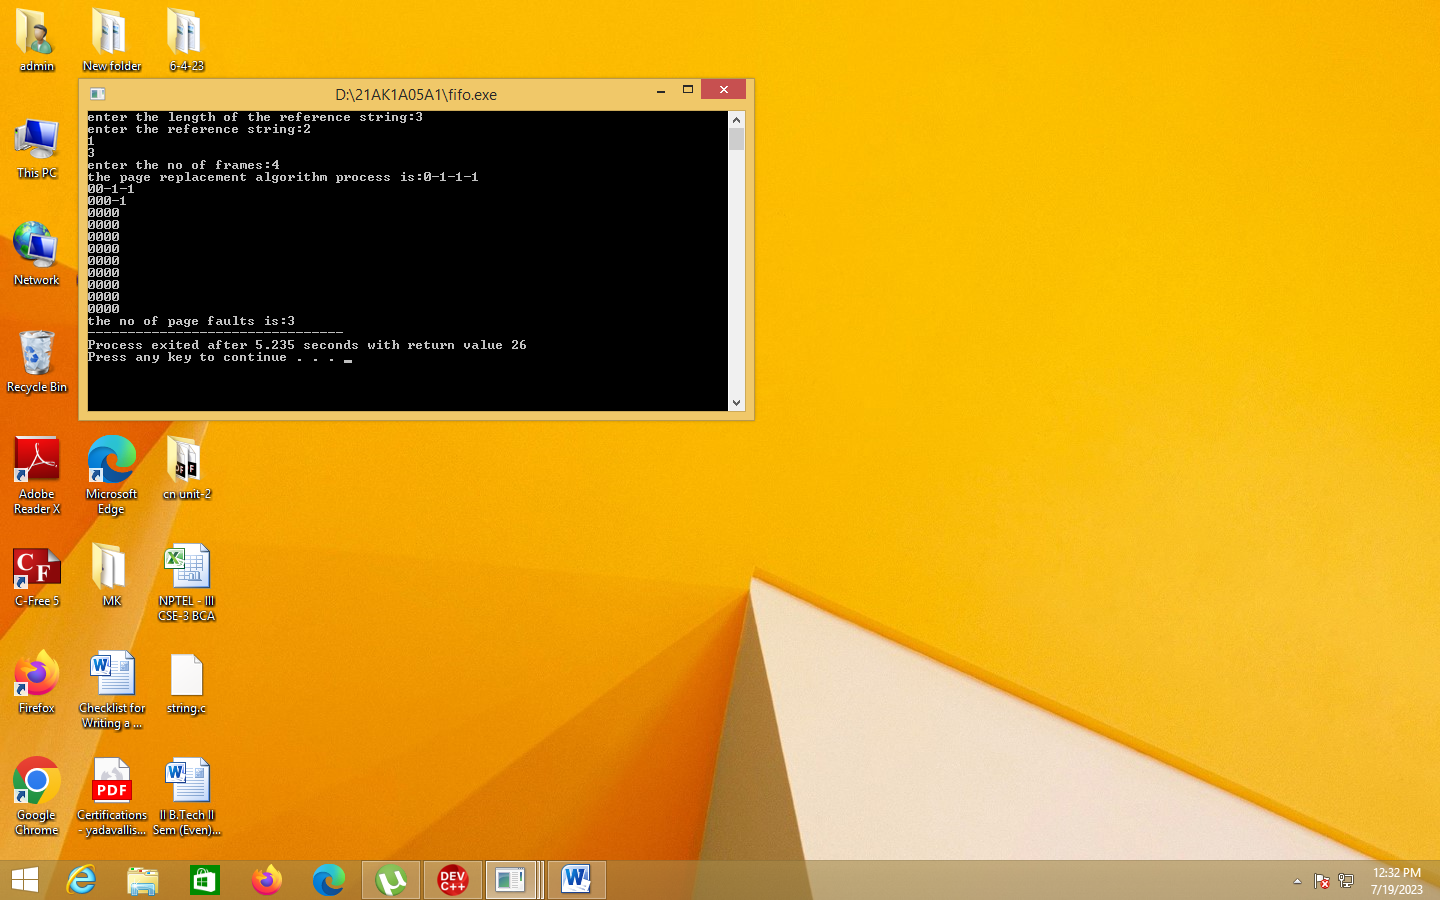 admin
New folder
6-4-23
D:\21AK1A05A1\fifo.exe
enter the length of the reference string:3
enter the reference string:2
1
3
enter the no of frames:4
the page replacement algorithm process is:0-1-1-1
00-1-1
000-1
0000
0000
0000
0000
0000
0000
0000
0000
0000
the no of page faults is:3
--------------------------------
Process exited after 5.235 seconds with return value 26
Press any key to continue . . .
This PC
Network
Recycle Bin
Adobe
Reader X
Microsoft
Edge
cn unit-2
C-Free 5
MK
NPTEL - III
CSE-3 BCA
Firefox
Checklist for
Writing a ...
string.c
Google
Chrome
PDF
Certifications
- yadavallis...
II B.Tech II
Sem (Even)...
DEV
C++
12:32 PM
7/19/2023